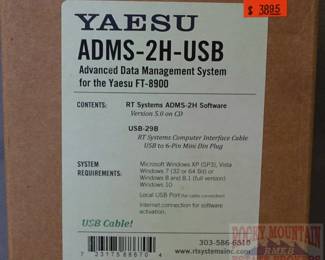 $ 3895
YAESU
ADMS-2H-USB
Advanced Data Management System
for the Yaesu FT-8900
CONTENTS: RT Systems ADMS-2H Software
Version 5.0 on CD
USB-29B
RT Systems Computer Interface Cable
USB to 6-Pin Mini Din Plug
SYSTEM REQUIREMENTS: Microsoft Windows XP (SP3), Vista
Windows 7 (32 or 64 Bit) or
Windows 8 and 8.1 (full version)
Windows 10
Local USB Port (for cable connection)
Internet connection for software
activation.
USB Cable!
303-586-6510
www.rtsystemsinc.com
ROCKY MOUNTAIN